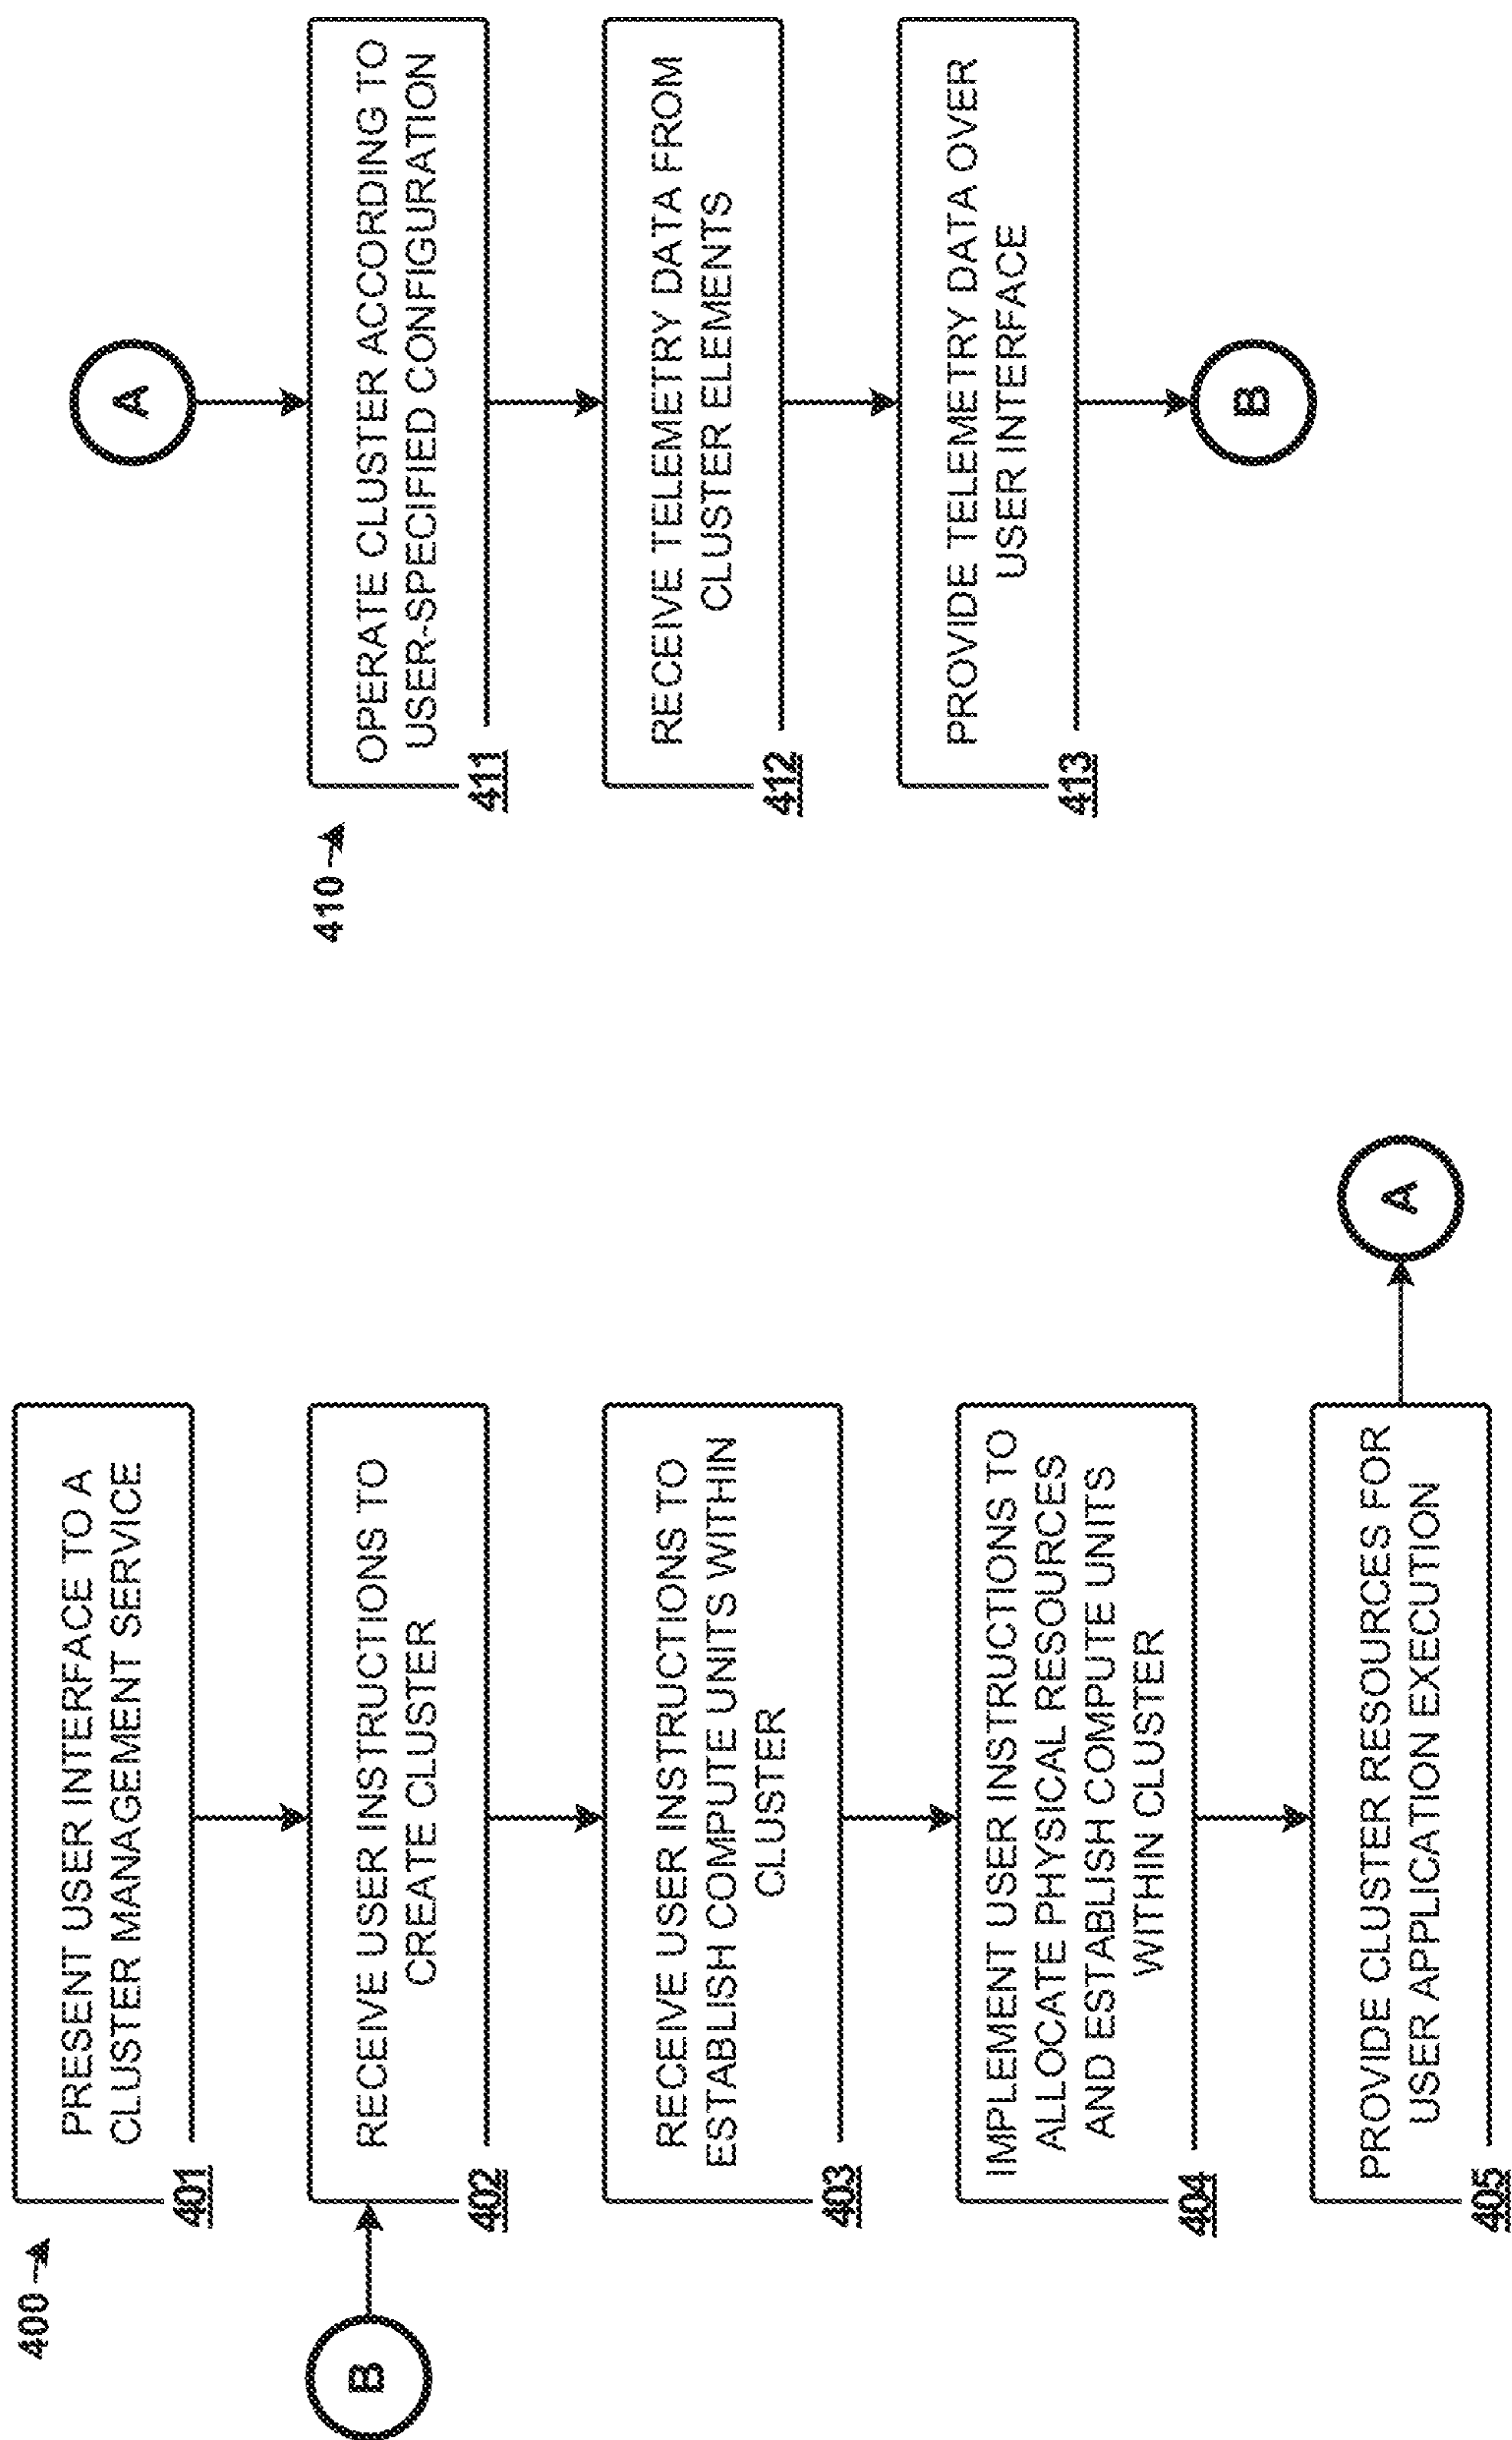 400
PRESENT USER INTERFACE TO A
CLUSTER MANAGEMENT SERVICE
401
B
RECEIVE USER INSTRUCTIONS TO
CREATE CLUSTER
402
RECEIVE USER INSTRUCTIONS TO
ESTABLISH COMPUTE UNITS WITHIN
CLUSTER
403
IMPLEMENT USER INSTRUCTIONS TO
ALLOCATE PHYSICAL RESOURCES
AND ESTABLISH COMPUTE UNITS
WITHIN CLUSTER
404
PROVIDE CLUSTER RESOURCES FOR
USER APPLICATION EXECUTION
405
A
A
410
OPERATE CLUSTER ACCORDING TO
USER-SPECIFIED CONFIGURATION
411
RECEIVE TELEMETRY DATA FROM
CLUSTER ELEMENTS
412
PROVIDE TELEMETRY DATA OVER
USER INTERFACE
413
B